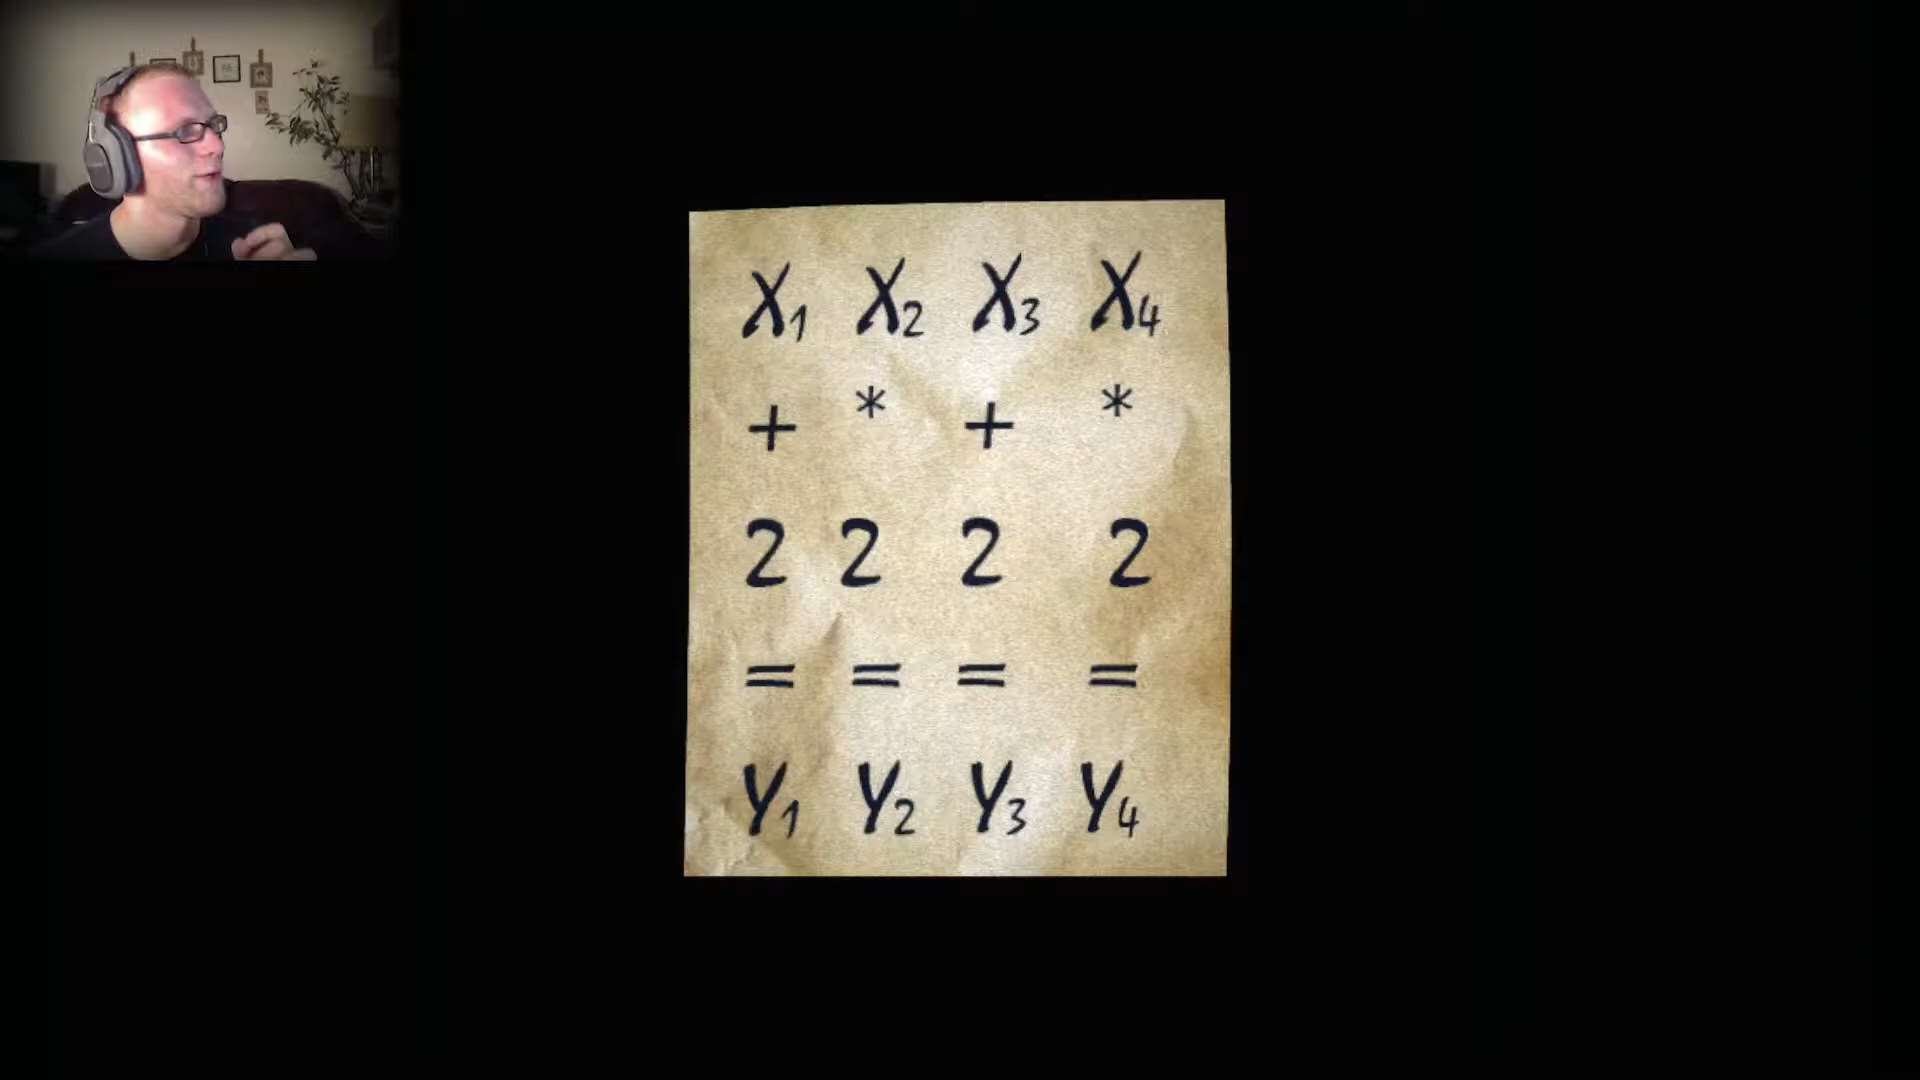 X₁ X₂ X₃ X₄
+ * + *
2 2 2 2
= = = =
Y₁ Y₂ Y₃ Y₄